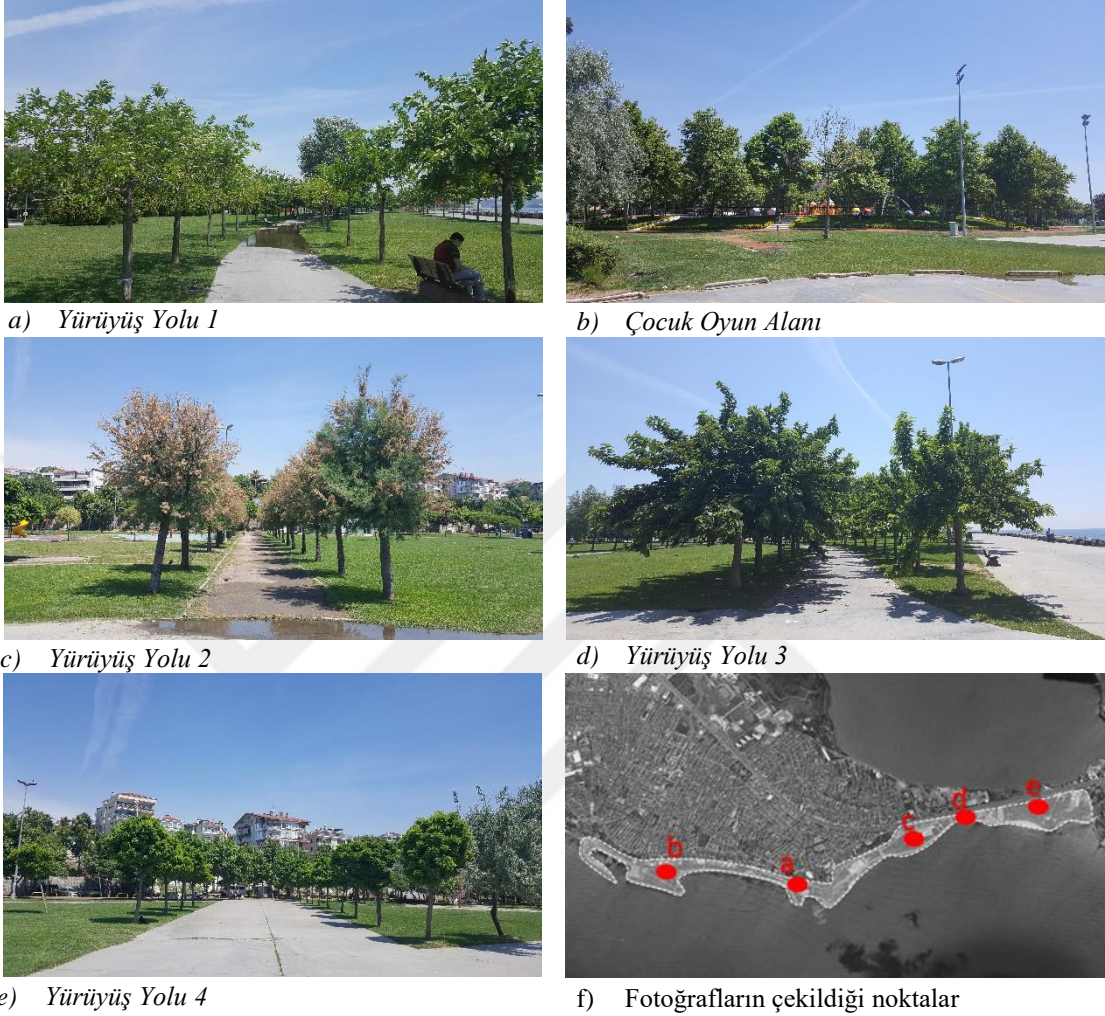 a) Yürüyüş Yolu 1
b) Çocuk Oyun Alanı
c) Yürüyüş Yolu 2
d) Yürüyüş Yolu 3
e) Yürüyüş Yolu 4
b
a
c
d
e
f) Fotoğrafların çekildiği noktalar